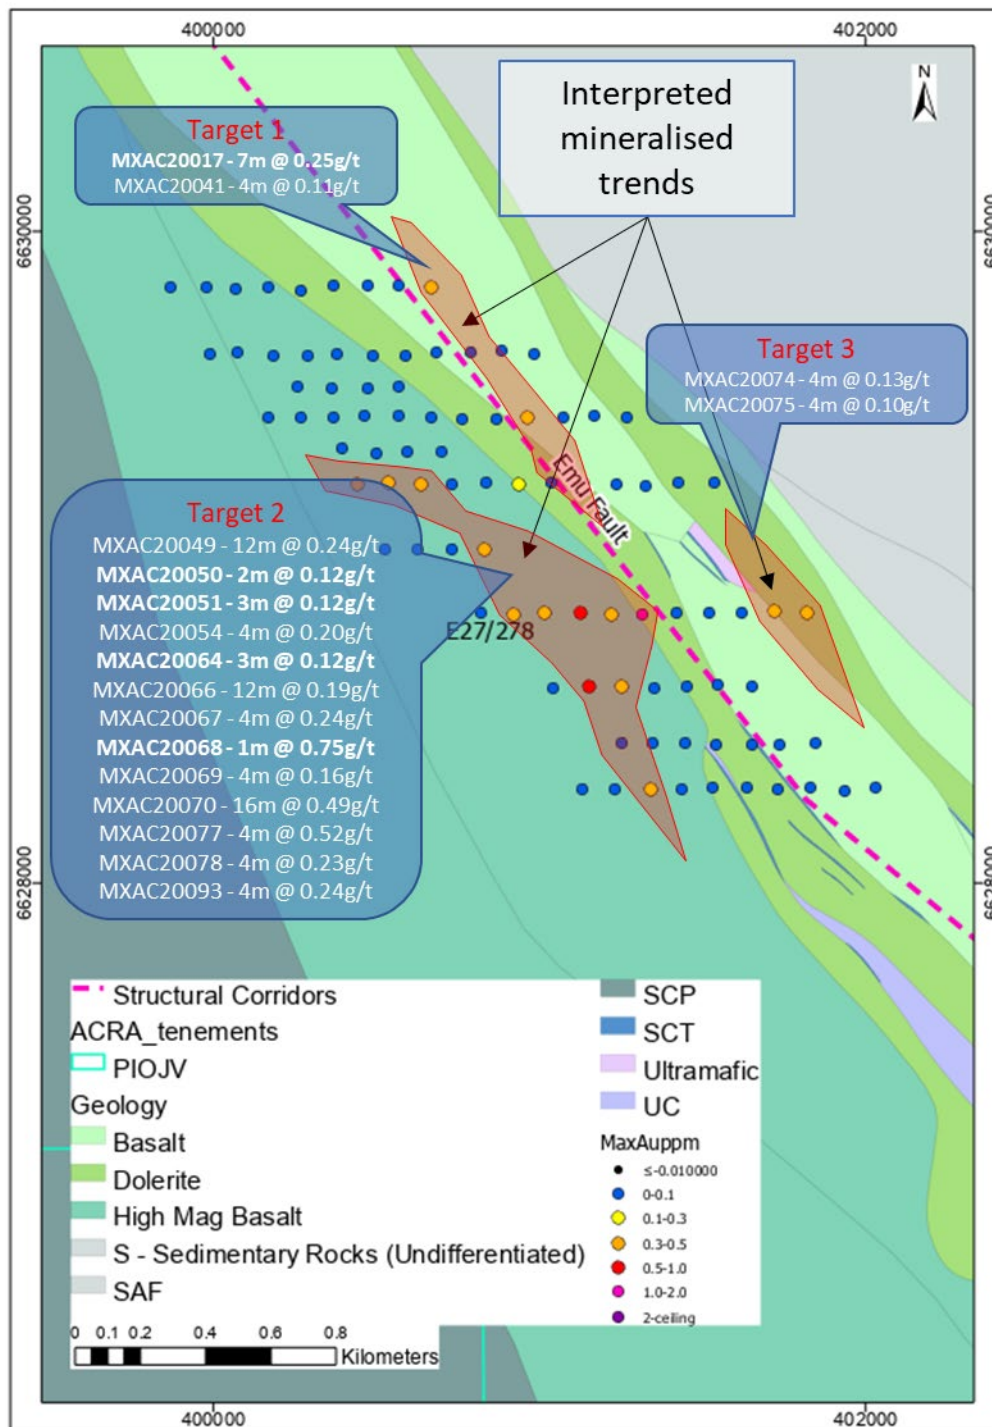 400000
402000
N
Interpreted
mineralised
trends
Target 1
MXAC20017 - 7m @ 0.25g/t
MXAC20041 - 4m @ 0.11g/t
6630000
6630000
Target 3
MXAC20074 - 4m @ 0.13g/t
MXAC20075 - 4m @ 0.10g/t
Emu Fault
Target 2
MXAC20049 - 12m @ 0.24g/t
MXAC20050 - 2m @ 0.12g/t
MXAC20051 - 3m @ 0.12g/t
MXAC20054 - 4m @ 0.20g/t
MXAC20064 - 3m @ 0.12g/t
MXAC20066 - 12m @ 0.19g/t
MXAC20067 - 4m @ 0.24g/t
MXAC20068 - 1m @ 0.75g/t
MXAC20069 - 4m @ 0.16g/t
MXAC20070 - 16m @ 0.49g/t
MXAC20077 - 4m @ 0.52g/t
MXAC20078 - 4m @ 0.23g/t
MXAC20093 - 4m @ 0.24g/t
E27/278
6628000
6628000
Structural Corridors
ACRA_tenements
PIOJV
Geology
Basalt
Dolerite
High Mag Basalt
S - Sedimentary Rocks (Undifferentiated)
SAF
SCP
SCT
Ultramafic
UC
MaxAuppm
≤-0.010000
0-0.1
0.1-0.3
0.3-0.5
0.5-1.0
1.0-2.0
2-ceiling
0 0.1 0.2 0.4 0.6 0.8
Kilometers
400000
402000